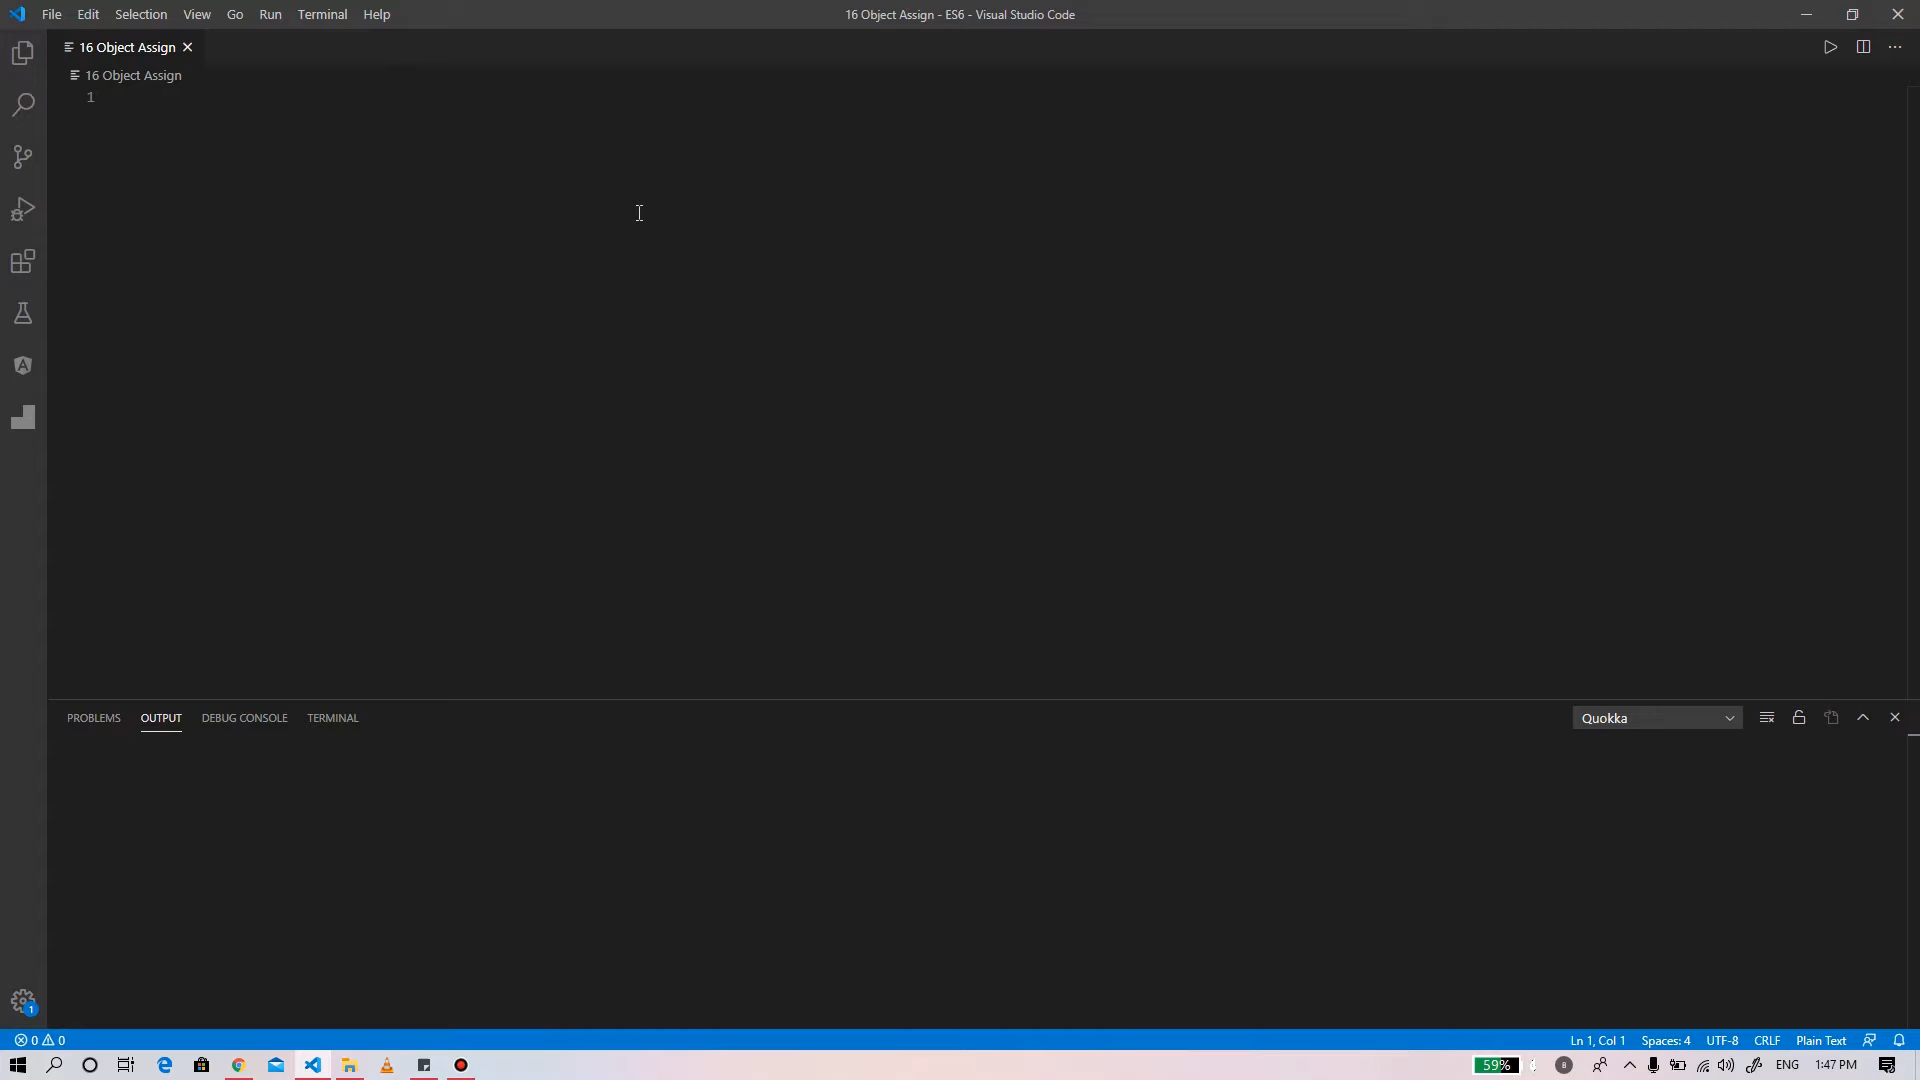 File Edit Selection View Go Run Terminal Help
16 Object Assign - ES6 - Visual Studio Code
16 Object Assign
16 Object Assign
1
PROBLEMS OUTPUT DEBUG CONSOLE TERMINAL
Quokka
1
0 0
Ln 1, Col 1 Spaces: 4 UTF-8 CRLF Plain Text
59% ENG 1:47 PM